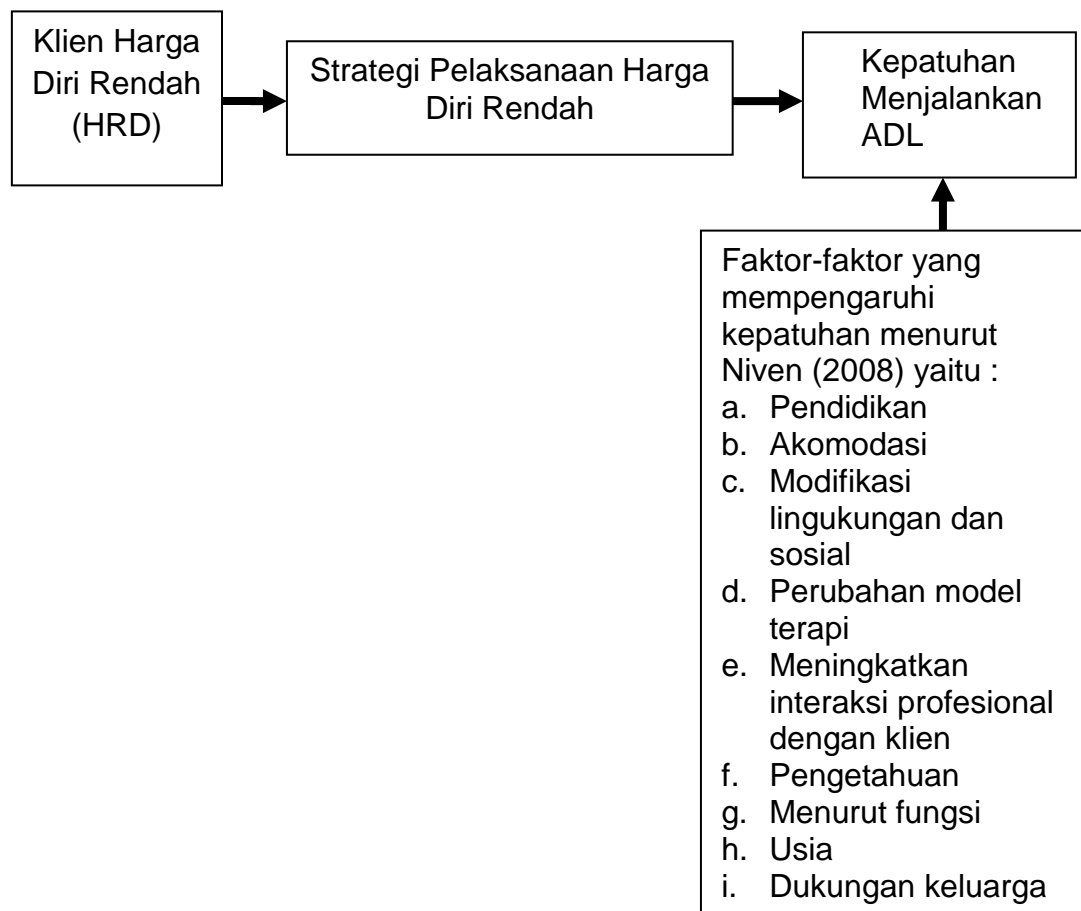 Klien Harga
Diri Rendah
(HRD)
Strategi Pelaksanaan Harga
Diri Rendah
Kepatuhan
Menjalankan
ADL
Faktor-faktor yang
mempengaruhi
kepatuhan menurut
Niven (2008) yaitu :
a. Pendidikan
b. Akomodasi
c. Modifikasi
lingukungan dan
sosial
d. Perubahan model
terapi
e. Meningkatkan
interaksi profesional
dengan klien
f. Pengetahuan
g. Menurut fungsi
h. Usia
i. Dukungan keluarga